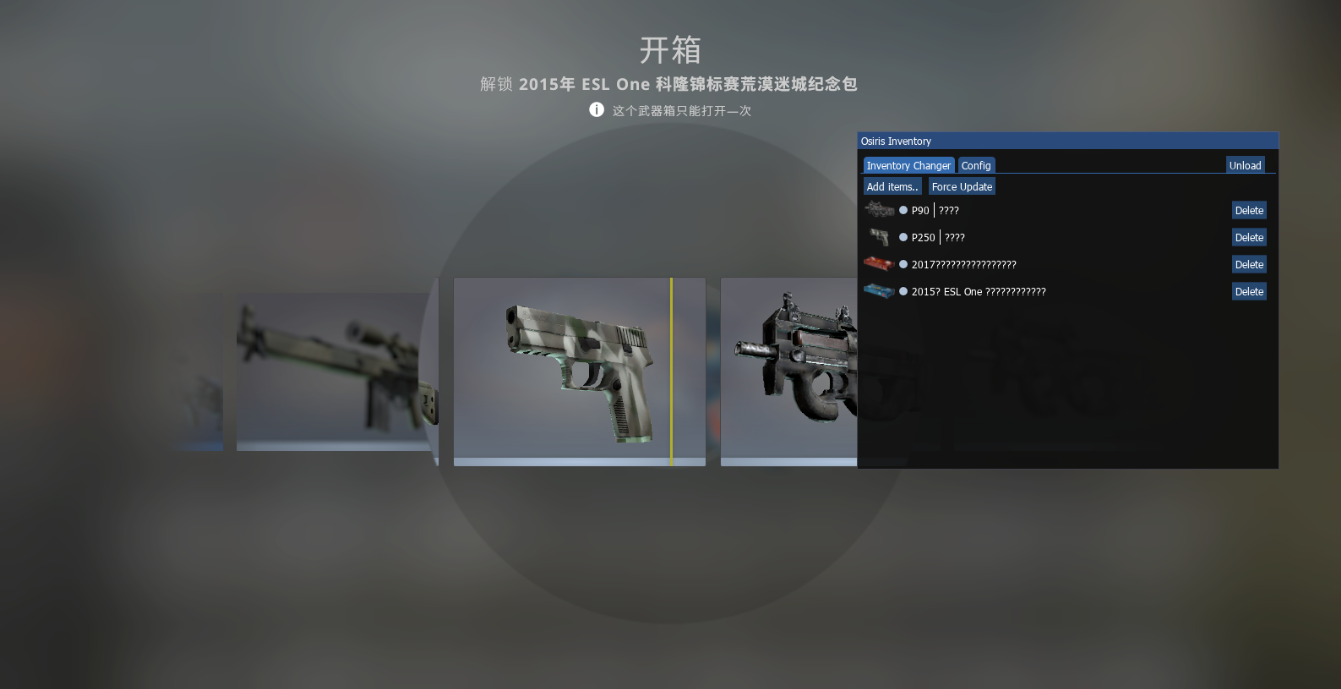 开箱
解锁 2015年 ESL One 科隆锦标赛荒漠迷城纪念包
这个武器箱只能打开一次
Osiris Inventory
Inventory Changer Config Unload
Add items.. Force Update
P90 | ???? Delete
P250 | ???? Delete
2017???????????????? Delete
2015? ESL One ???????????? Delete